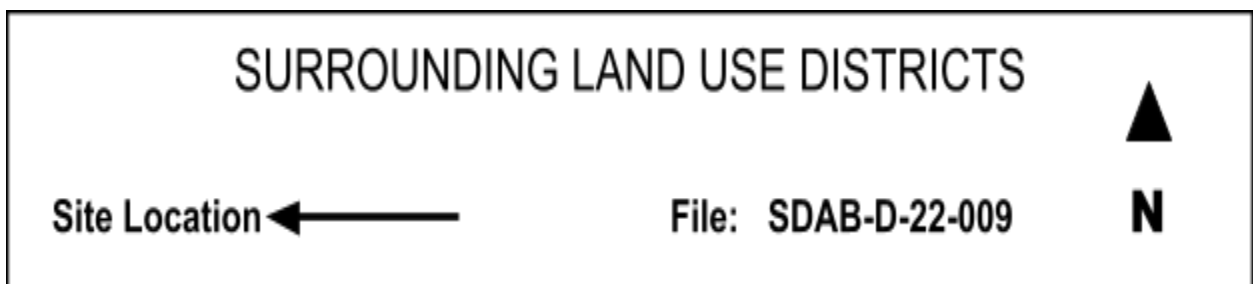 SURROUNDING LAND USE DISTRICTS
Site Location
File: SDAB-D-22-009
N